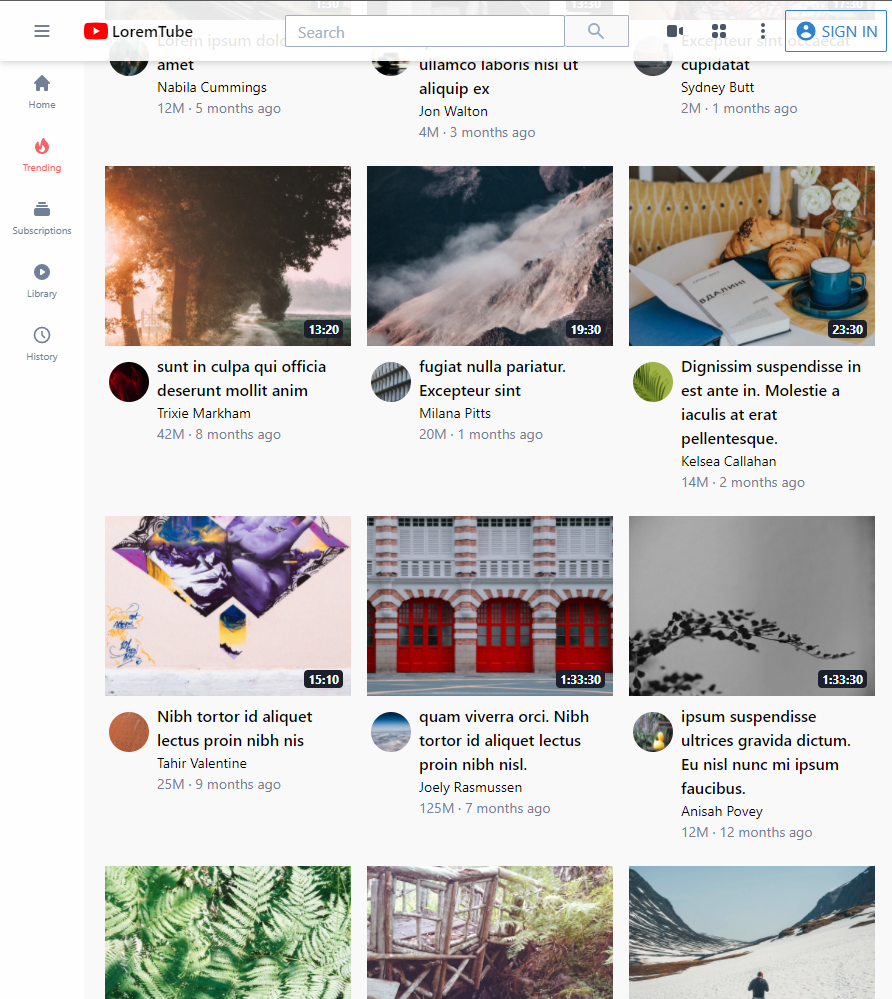 1:30
13:30
17:30
LoremTube
Search
SIGN IN
Lorem ipsum dolo
amet
Nabila Cummings
12M · 5 months ago
ullamco laboris nisi ut
aliquip ex
Jon Walton
4M · 3 months ago
Excepteur sint occaecat
cupidatat
Sydney Butt
2M · 1 months ago
Home
Trending
Subscriptions
Library
History
13:20
sunt in culpa qui officia
deserunt mollit anim
Trixie Markham
42M · 8 months ago
19:30
fugiat nulla pariatur.
Excepteur sint
Milana Pitts
20M · 1 months ago
ВДАЛИНІ
23:30
Dignissim suspendisse in
est ante in. Molestie a
iaculis at erat
pellentesque.
Kelsea Callahan
14M · 2 months ago
15:10
Nibh tortor id aliquet
lectus proin nibh nis
Tahir Valentine
25M · 9 months ago
1:33:30
quam viverra orci. Nibh
tortor id aliquet lectus
proin nibh nisl.
Joely Rasmussen
125M · 7 months ago
1:33:30
ipsum suspendisse
ultrices gravida dictum.
Eu nisl nunc mi ipsum
faucibus.
Anisah Povey
12M · 12 months ago